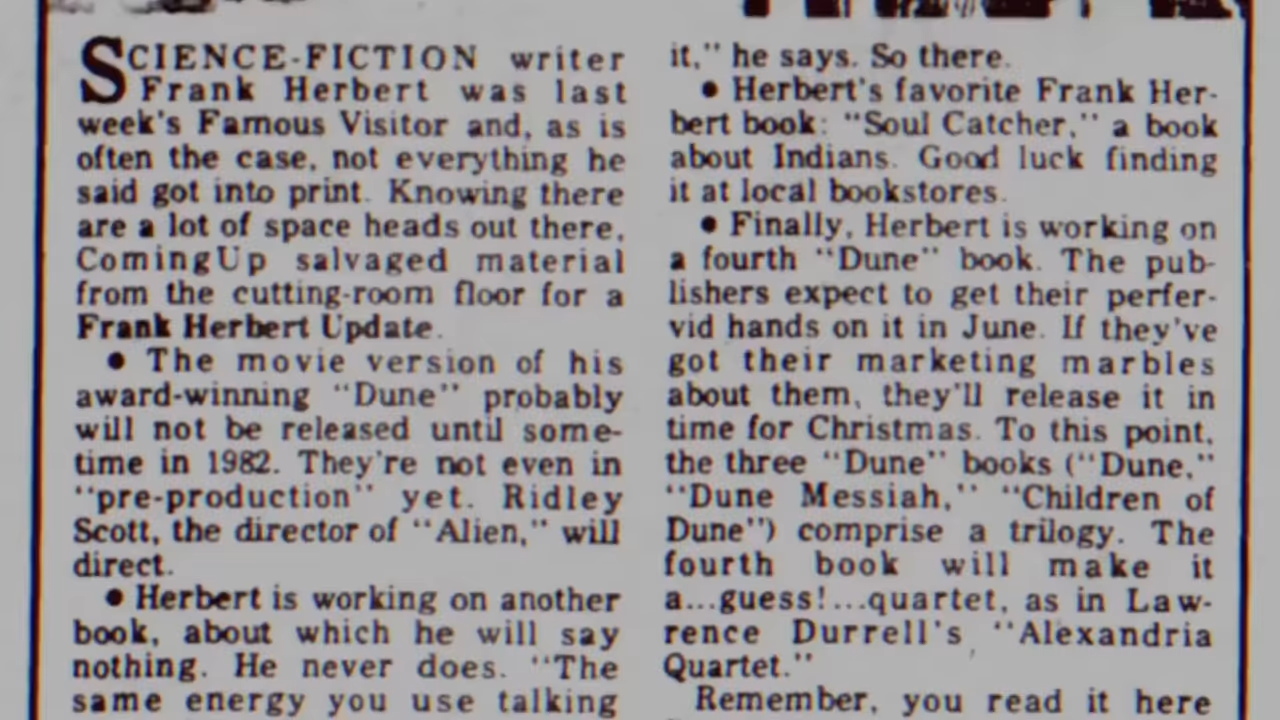 SCIENCE-FICTION writer
Frank Herbert was last
week's Famous Visitor and, as is
often the case, not everything he
said got into print. Knowing there
are a lot of space heads out there,
ComingUp salvaged material
from the cutting-room floor for a
Frank Herbert Update.
• The movie version of his
award-winning "Dune" probably
will not be released until some-
time in 1982. They're not even in
"pre-production" yet. Ridley
Scott, the director of "Alien," will
direct.
• Herbert is working on another
book, about which he will say
nothing. He never does. "The
same energy you use talking
it," he says. So there.
• Herbert's favorite Frank Her-
bert book: "Soul Catcher," a book
about Indians. Good luck finding
it at local bookstores.
• Finally, Herbert is working on
a fourth "Dune" book. The pub-
lishers expect to get their perfer-
vid hands on it in June. If they've
got their marketing marbles
about them, they'll release it in
time for Christmas. To this point,
the three "Dune" books ("Dune,"
"Dune Messiah," "Children of
Dune") comprise a trilogy. The
fourth book will make it
a...guess!...quartet, as in Law-
rence Durrell's "Alexandria
Quartet."
Remember, you read it here